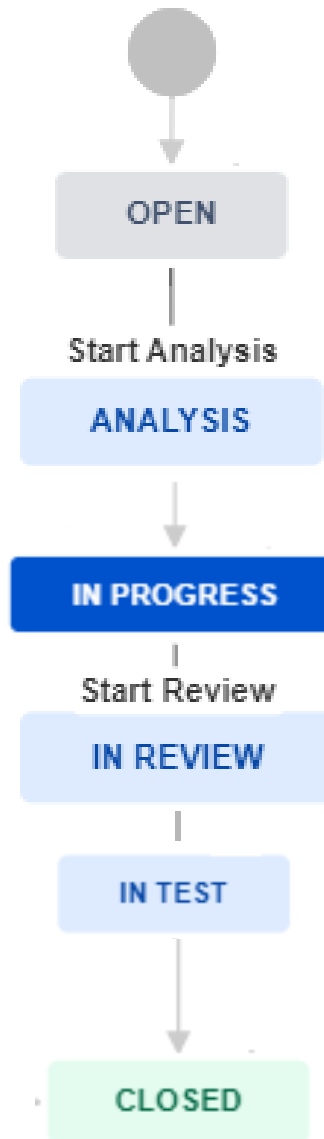 OPEN
Start Analysis
ANALYSIS
IN PROGRESS
Start Review
IN REVIEW
IN TEST
CLOSED